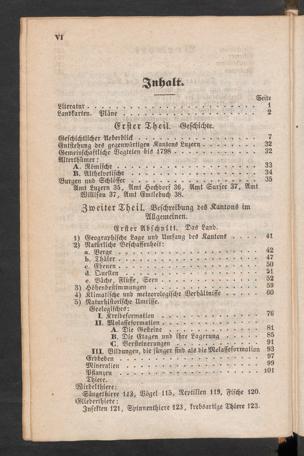 VI
Inhalt.
Seite
Literatur 1
Landkarten. Pläne 2
Erster Theil. Geschichte.
Geschichtlicher Ueberblick 7
Entstehung des gegenwärtigen Kantons Luzern 32
Gemeinschaftliche Vogteien bis 1798 32
Alterthümer:
A. Römische 33
B. Althelvetische 34
Burgen und Schlösser 35
Amt Luzern 35, Amt Hochdorf 36, Amt Sursee 37, Amt
Willisau 37, Amt Entlebuch 38.
Zweiter Theil. Beschreibung des Kantons im
Allgemeinen.
Erster Abschnitt. Das Land.
1) Geographische Lage und Umfang des Kantons 41
2) Natürliche Beschaffenheit:
a. Berge 42
b. Thäler 47
c. Ebenen 50
d. Quellen 51
e. Bäche, Flüsse, Seen 52
3) Höhenbestimmungen 59
4) Klimatische und meteorologische Verhältnisse 60
5) Naturhistorische Umrisse.
Geologisches:
I. Kreideformation 76
II. Molasseformation
A. Die Gesteine 81
B. Die Etagen und ihre Lagerung 85
C. Versteinerungen 91
III. Bildungen, die jünger sind als die Molasseformation 93
Erdboden 97
Mineralien 99
Pflanzen 101
Thiere.
Wirbelthiere:
Säugethiere 113, Vögel 115, Reptilien 119, Fische 120.
Gliederthiere:
Insekten 121, Spinnenthiere 123, krebsartige Thiere 123.